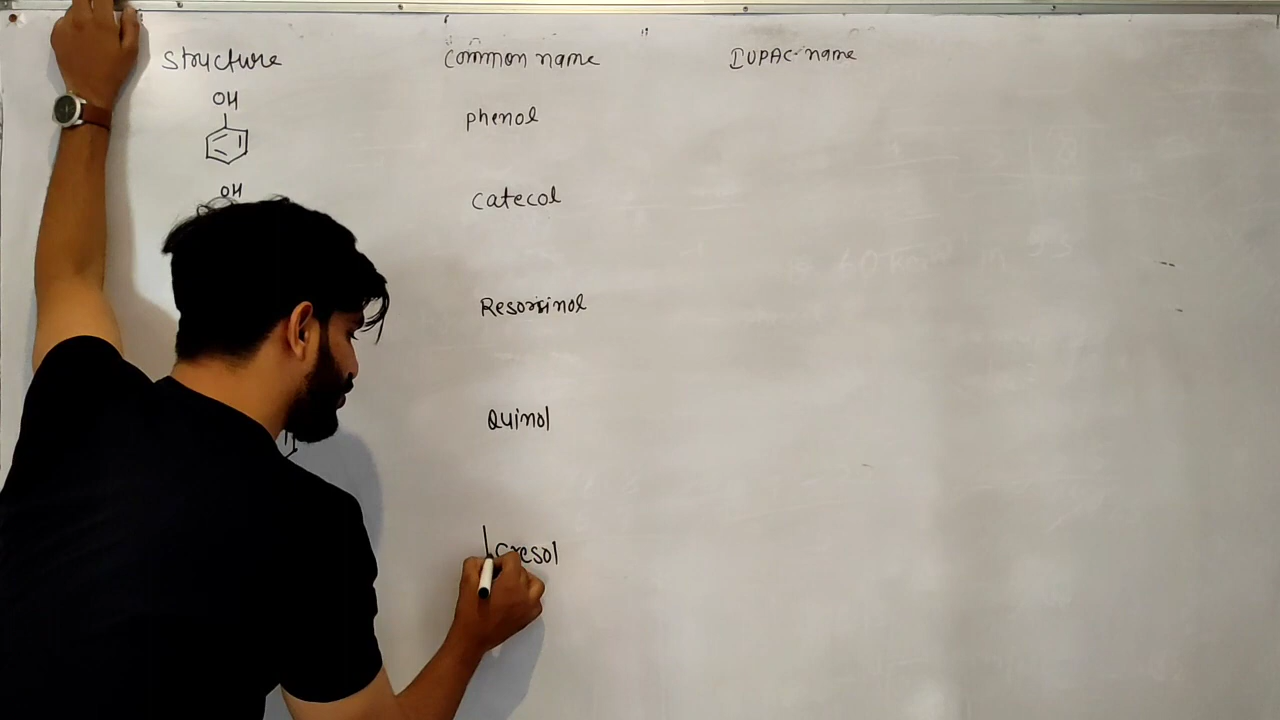 Structure Common name IUPAC name
OH
phenol
OH
Catecol
Resorsinol
Quinol
Cresol